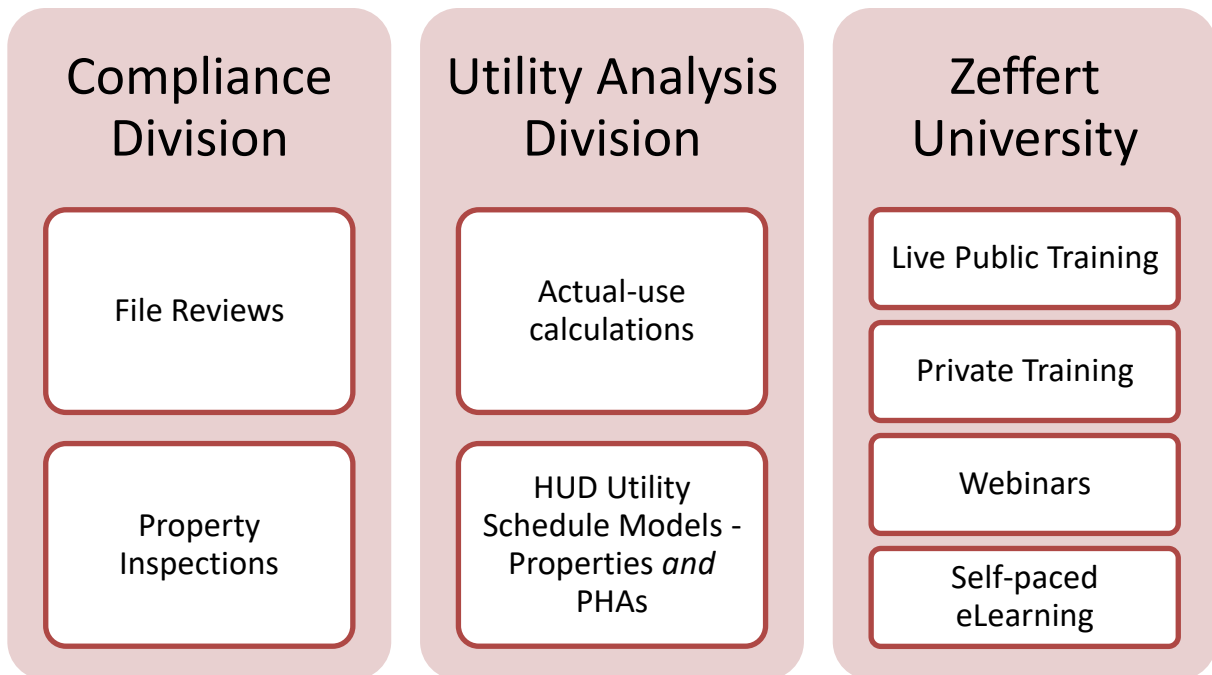 Compliance
Division
File Reviews
Property
Inspections
Utility Analysis
Division
Actual-use
calculations
HUD Utility
Schedule Models -
Properties and
PHAs
Zeffert
University
Live Public Training
Private Training
Webinars
Self-paced
eLearning